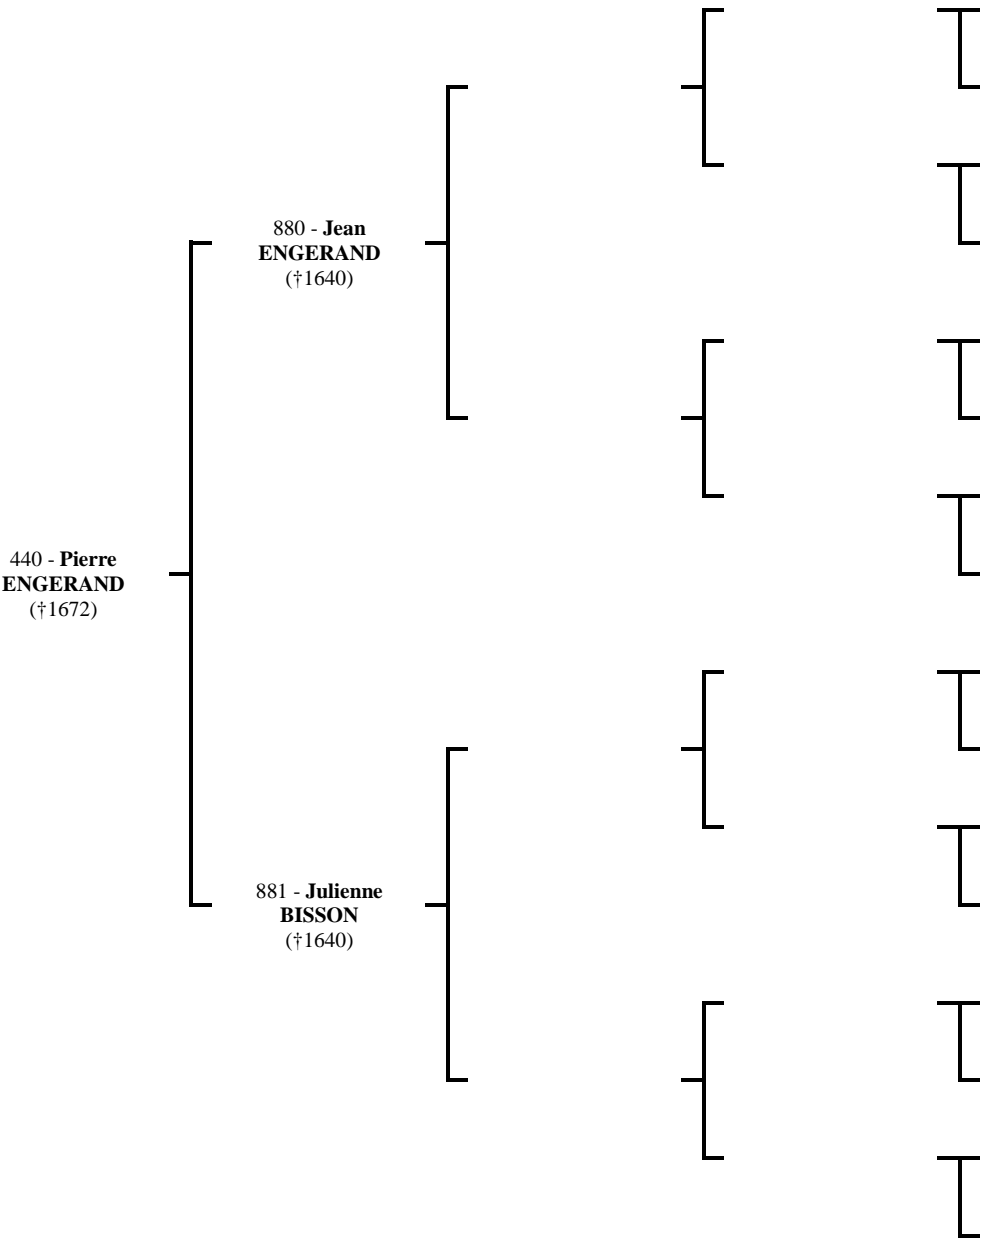 880 - Jean
ENGERAND
(†1640)
440 - Pierre
ENGERAND
(†1672)
881 - Julienne
BISSON
(†1640)